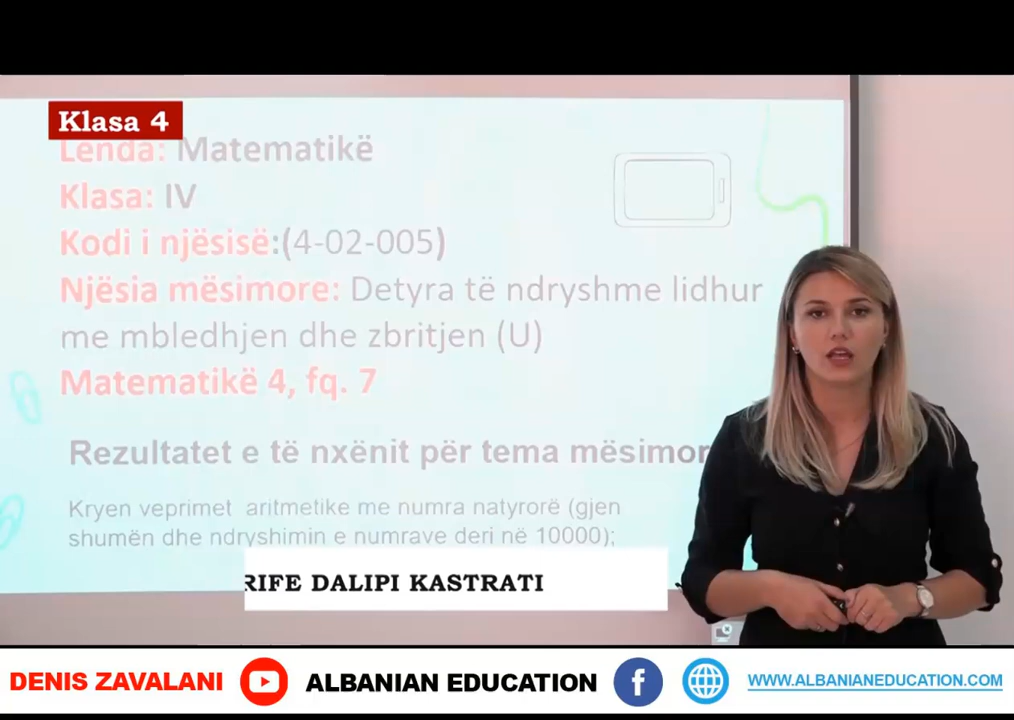 Klasa 4
Lënda: Matematikë
Klasa: IV
Kodi i njësisë:(4-02-005)
Njësia mësimore: Detyra të ndryshme lidhur
me mbledhjen dhe zbritjen (U)
Matematikë 4, fq. 7
Rezultatet e të nxënit për tema mësimor
Kryen veprimet aritmetike me numra natyrorë (gjen
shumën dhe ndryshimin e numrave deri në 10000);
RIFE DALIPI KASTRATI
DENIS ZAVALANI ALBANIAN EDUCATION WWW.ALBANIANEDUCATION.COM